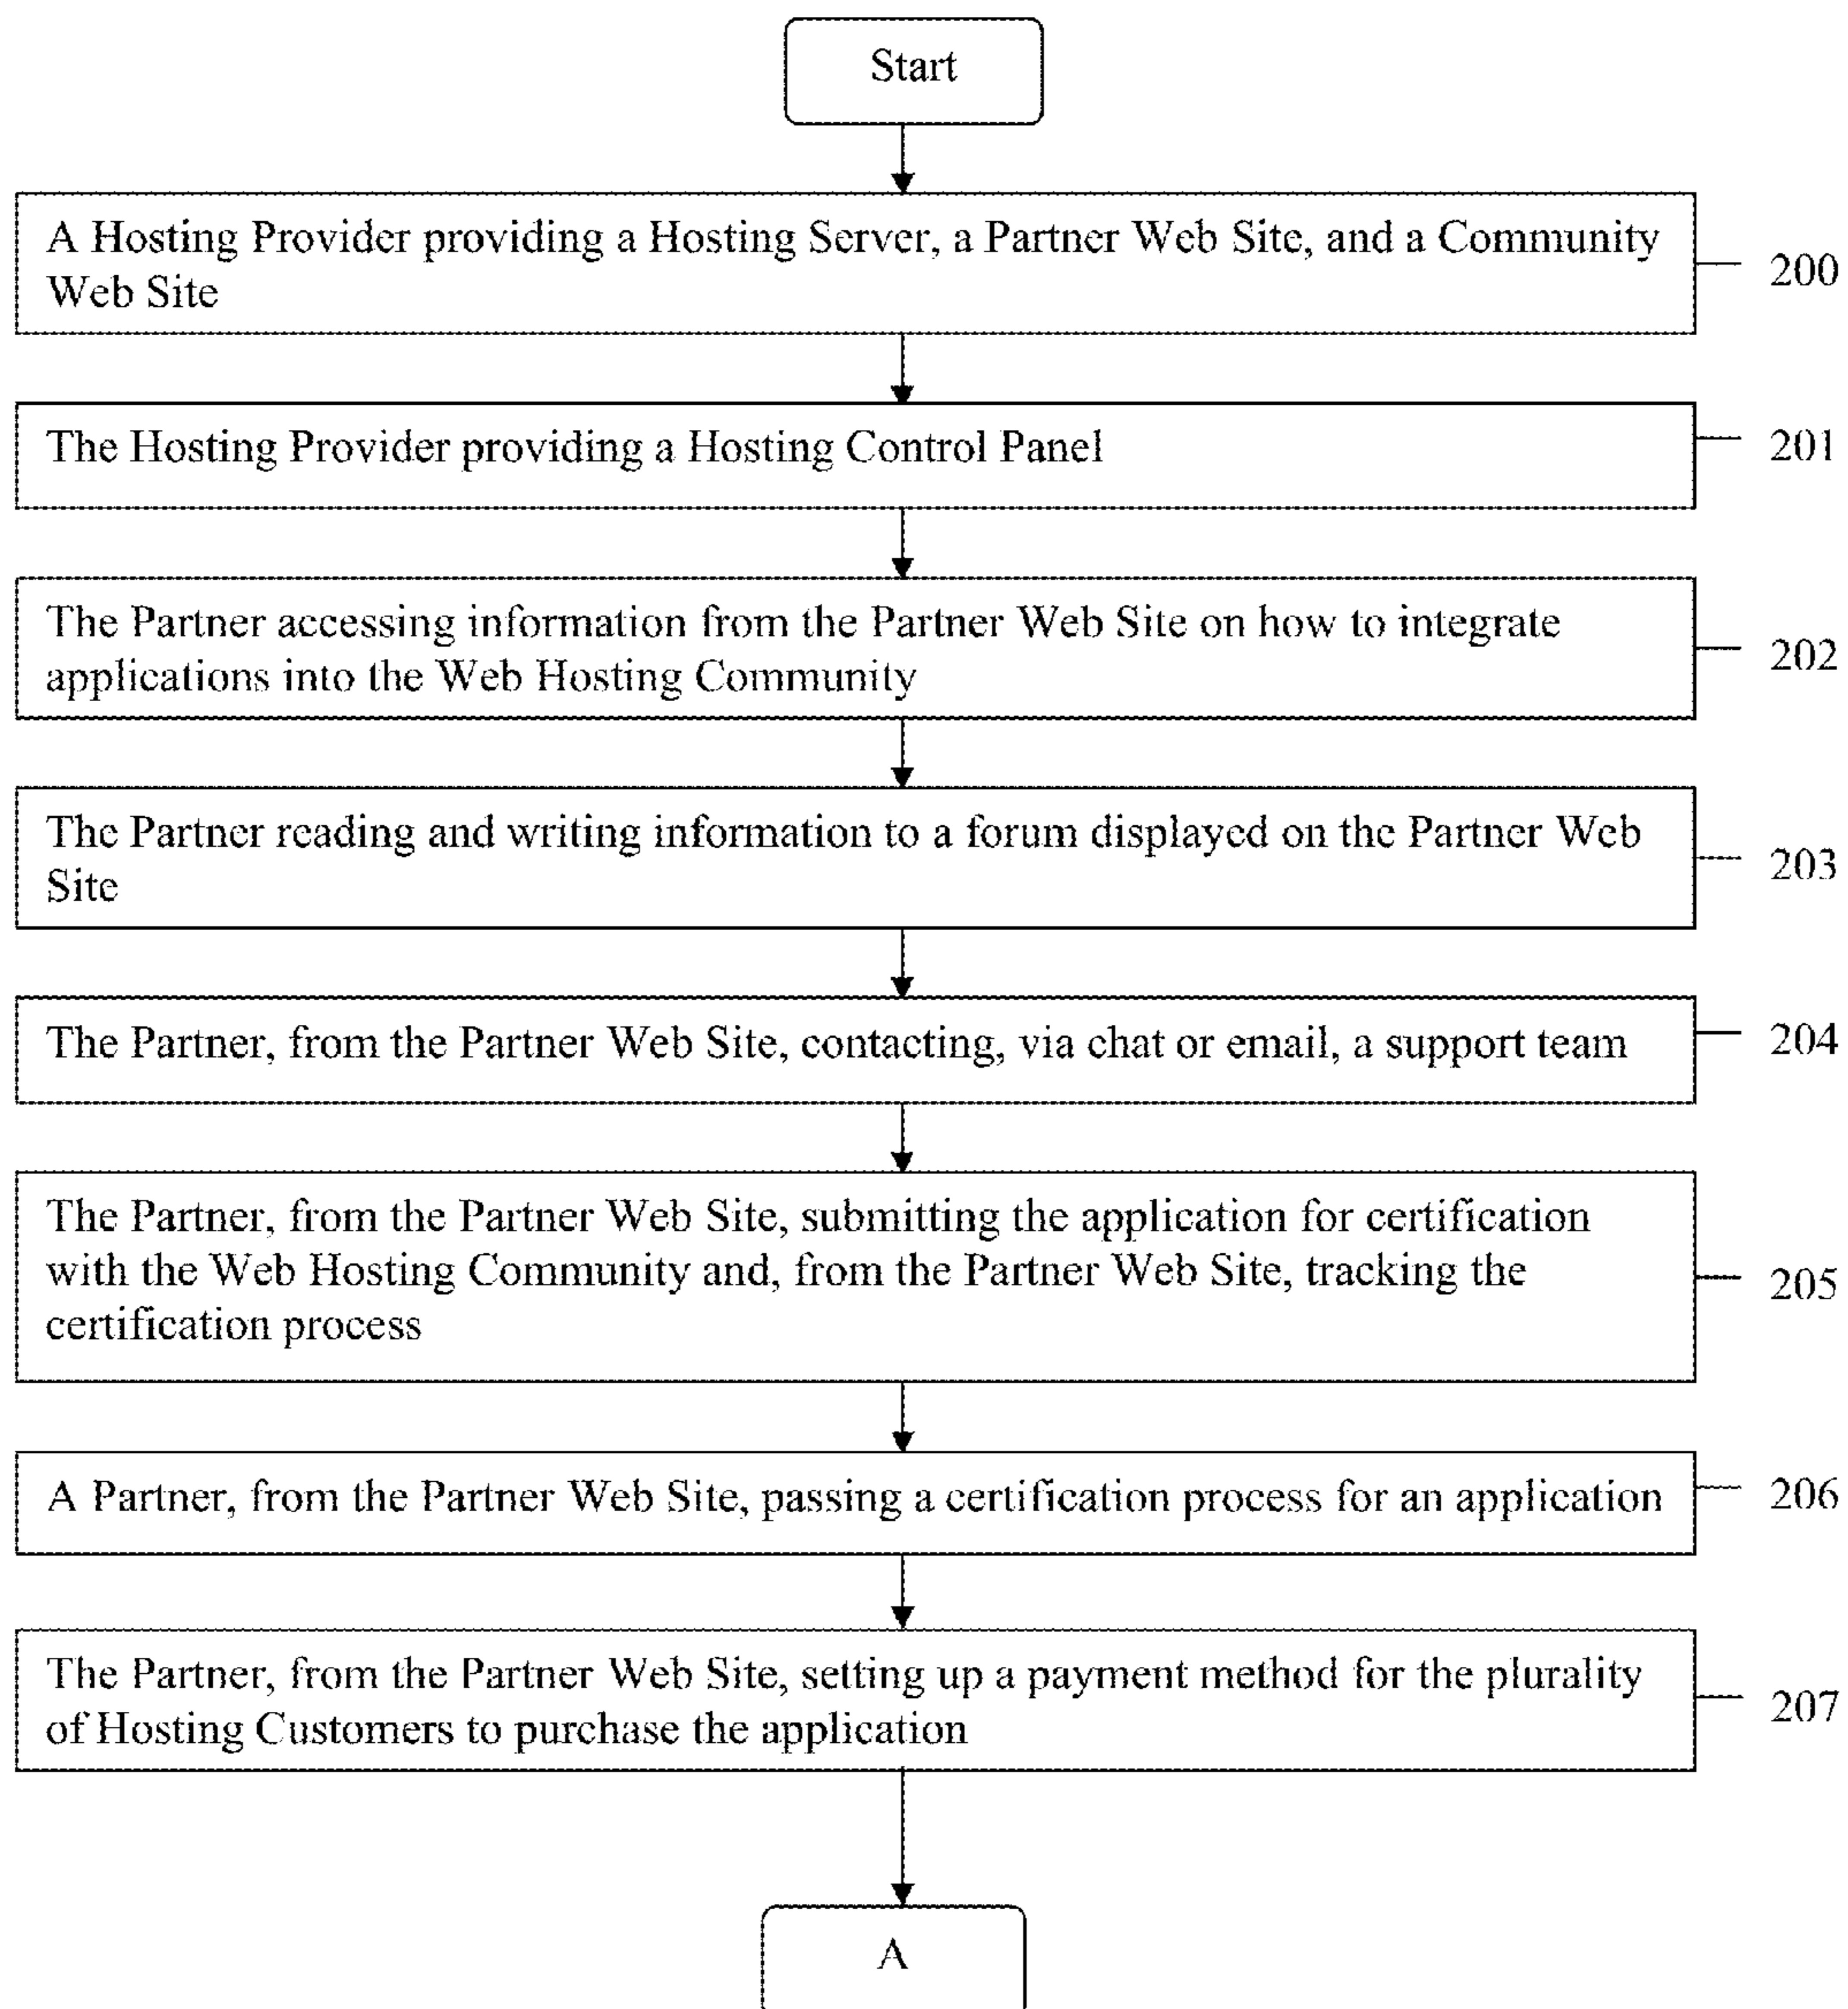 Start
A Hosting Provider providing a Hosting Server, a Partner Web Site, and a Community
Web Site
200
The Hosting Provider providing a Hosting Control Panel
201
The Partner accessing information from the Partner Web Site on how to integrate
applications into the Web Hosting Community
202
The Partner reading and writing information to a forum displayed on the Partner Web
Site
203
The Partner, from the Partner Web Site, contacting, via chat or email, a support team
204
The Partner, from the Partner Web Site, submitting the application for certification
with the Web Hosting Community and, from the Partner Web Site, tracking the
certification process
205
A Partner, from the Partner Web Site, passing a certification process for an application
206
The Partner, from the Partner Web Site, setting up a payment method for the plurality
of Hosting Customers to purchase the application
207
A